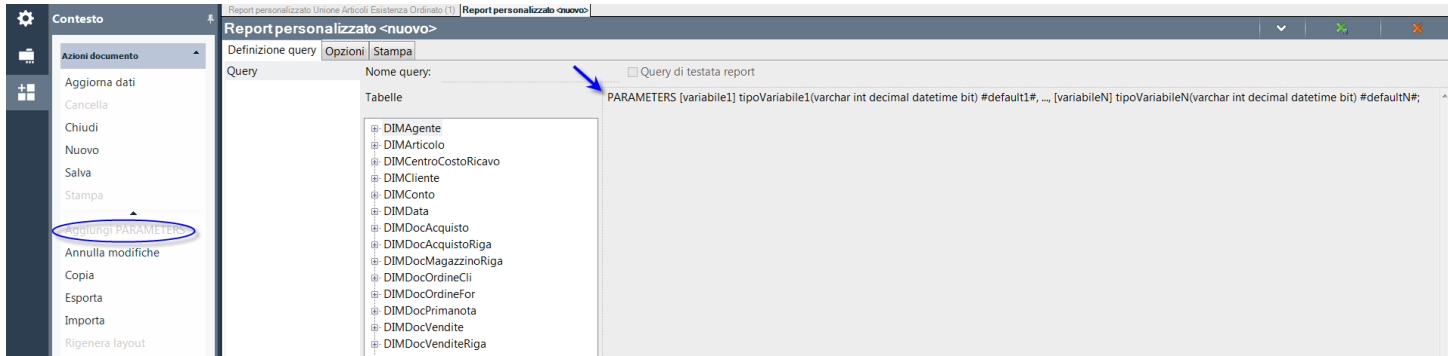 Report personalizzato Unione Articoli Esistenza Ordinato (1)
Report personalizzato <nuovo>
Contesto
Report personalizzato <nuovo>
Azioni documento
Aggiorna dati
Cancella
Chiudi
Nuovo
Salva
Stampa
Aggiungi PARAMETERS
Annulla modifiche
Copia
Esporta
Importa
Rigenera layout
Definizione query
Opzioni
Stampa
Query
Nome query:
Query di testata report
Tabelle
PARAMETERS [variabile1] tipoVariabile1(varchar int decimal datetime bit) #default1#, ..., [variabileN] tipoVariabileN(varchar int decimal datetime bit) #defaultN#;
DIMAgente
DIMArticolo
DIMCentroCostoRicavo
DIMCliente
DIMConto
DIMData
DIMDocAcquisto
DIMDocAcquistoRiga
DIMDocMagazzinoRiga
DIMDocOrdineCli
DIMDocOrdineFor
DIMDocPrimanota
DIMDocVendite
DIMDocVenditeRiga